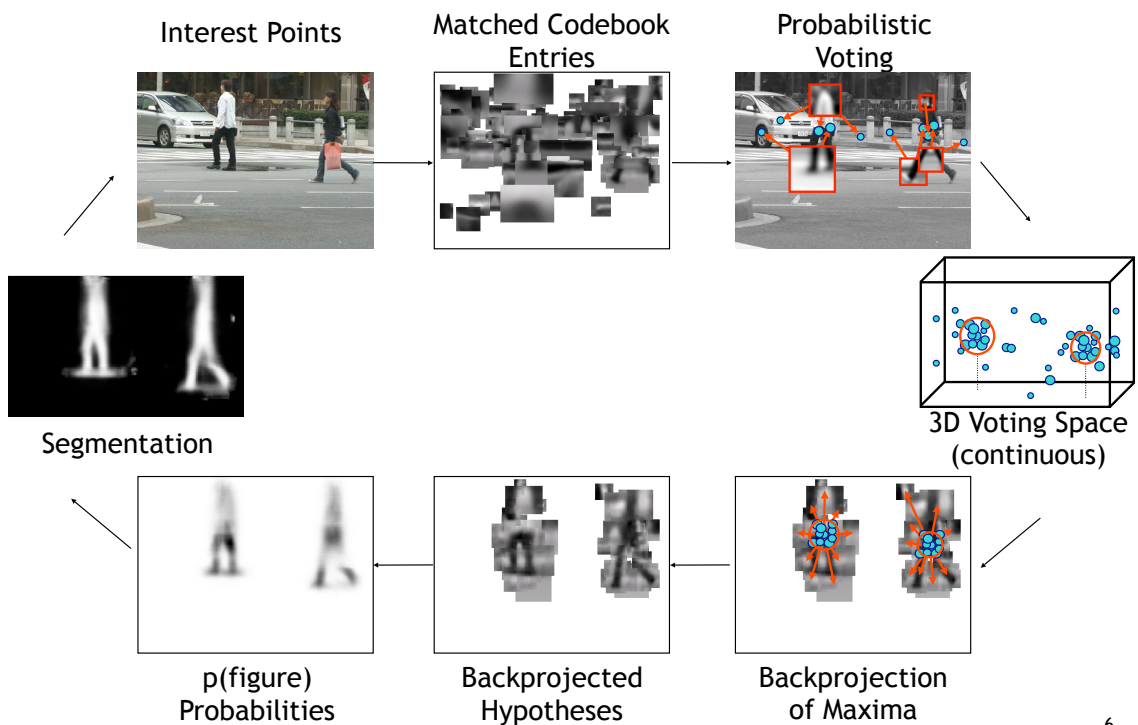 Interest Points
Matched Codebook
Entries
Probabilistic
Voting
3D Voting Space
(continuous)
Segmentation
p(figure)
Probabilities
Backprojected
Hypotheses
Backprojection
of Maxima
6